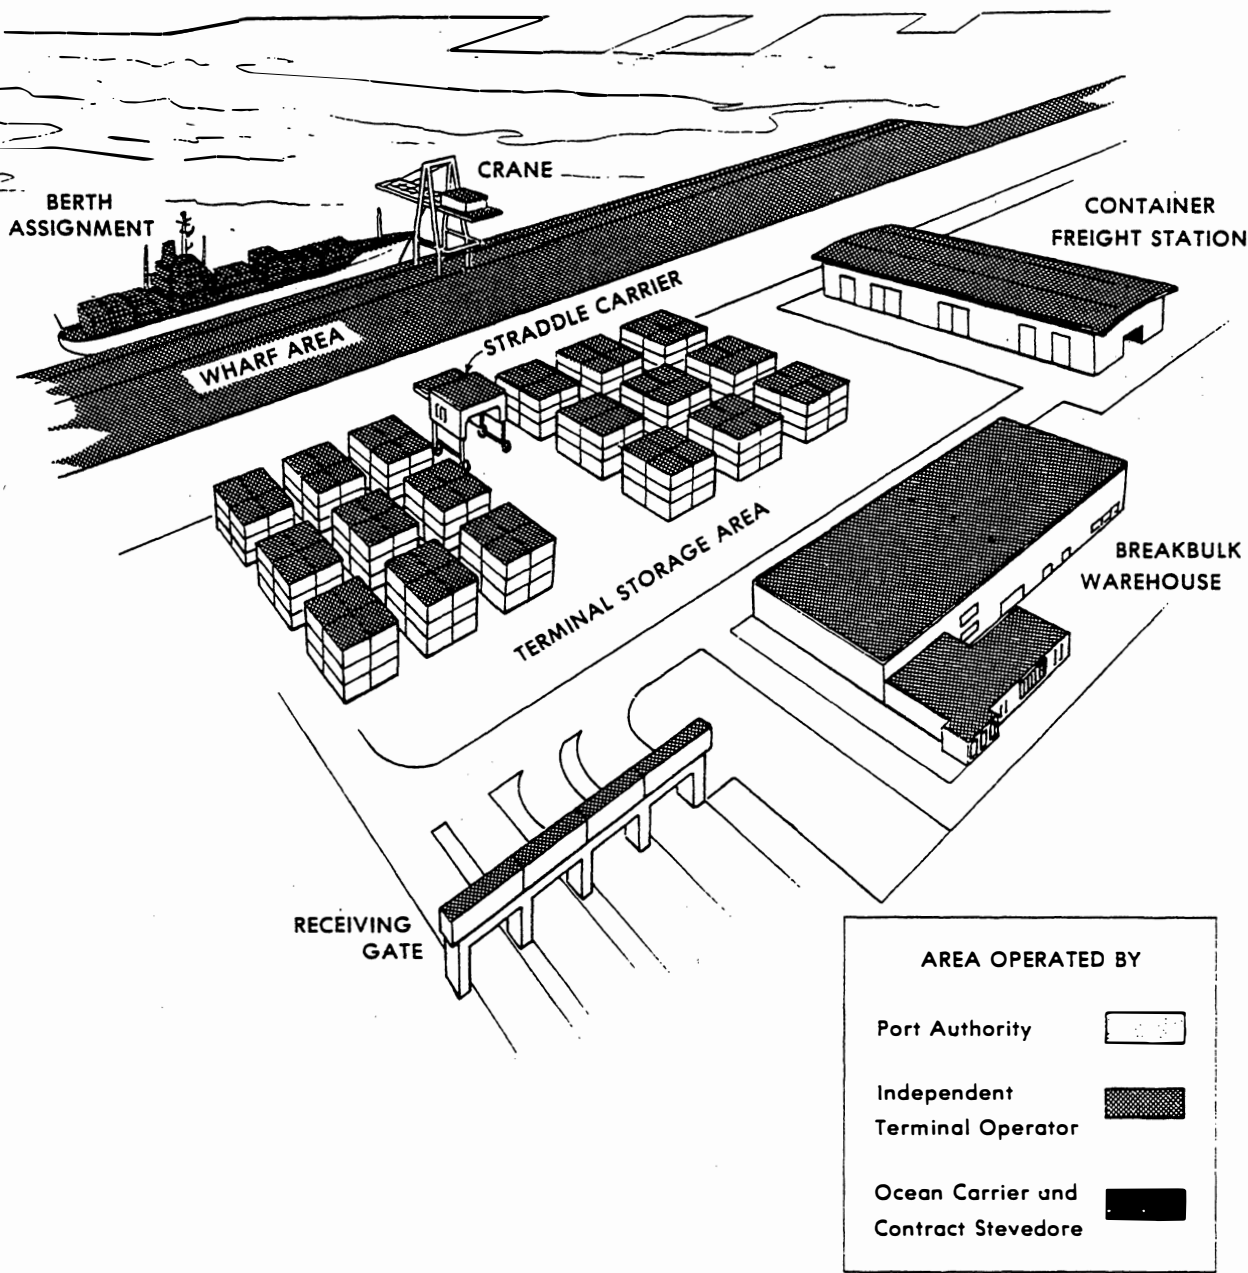 CRANE
BERTH
ASSIGNMENT
CONTAINER
FREIGHT STATION
STRADDLE CARRIER
WHARF AREA
TERMINAL STORAGE AREA
BREAKBULK
WAREHOUSE
RECEIVING
GATE
AREA OPERATED BY
Port Authority
Independent
Terminal Operator
Ocean Carrier and
Contract Stevedore